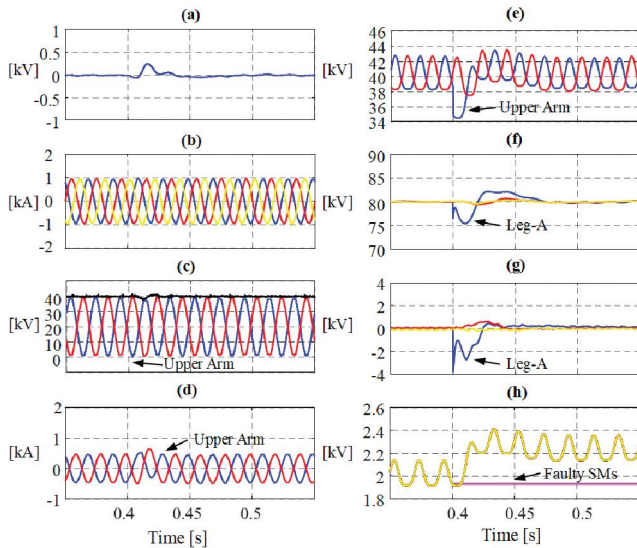 (a)
1
0.5
[kV]
0
-0.5
-1
(b)
2
1
[kA]
0
-1
2
(c)
40
30
[kV]
20
10
0
Upper Arm
(d)
2
Upper Arm
1
[kA]
0
-1
0.4
0.45
0.5
Time [s]
(e)
46
44
42
[kV]
40
38
36
34
Upper Arm
(f)
90
85
[kV]
80
75
Leg-A
70
(g)
4
2
[kV]
0
-2
Leg-A
-4
(h)
2.6
2.4
[kV]
2.2
2
Faulty SMs
1.8
0.4
0.45
0.5
Time [s]